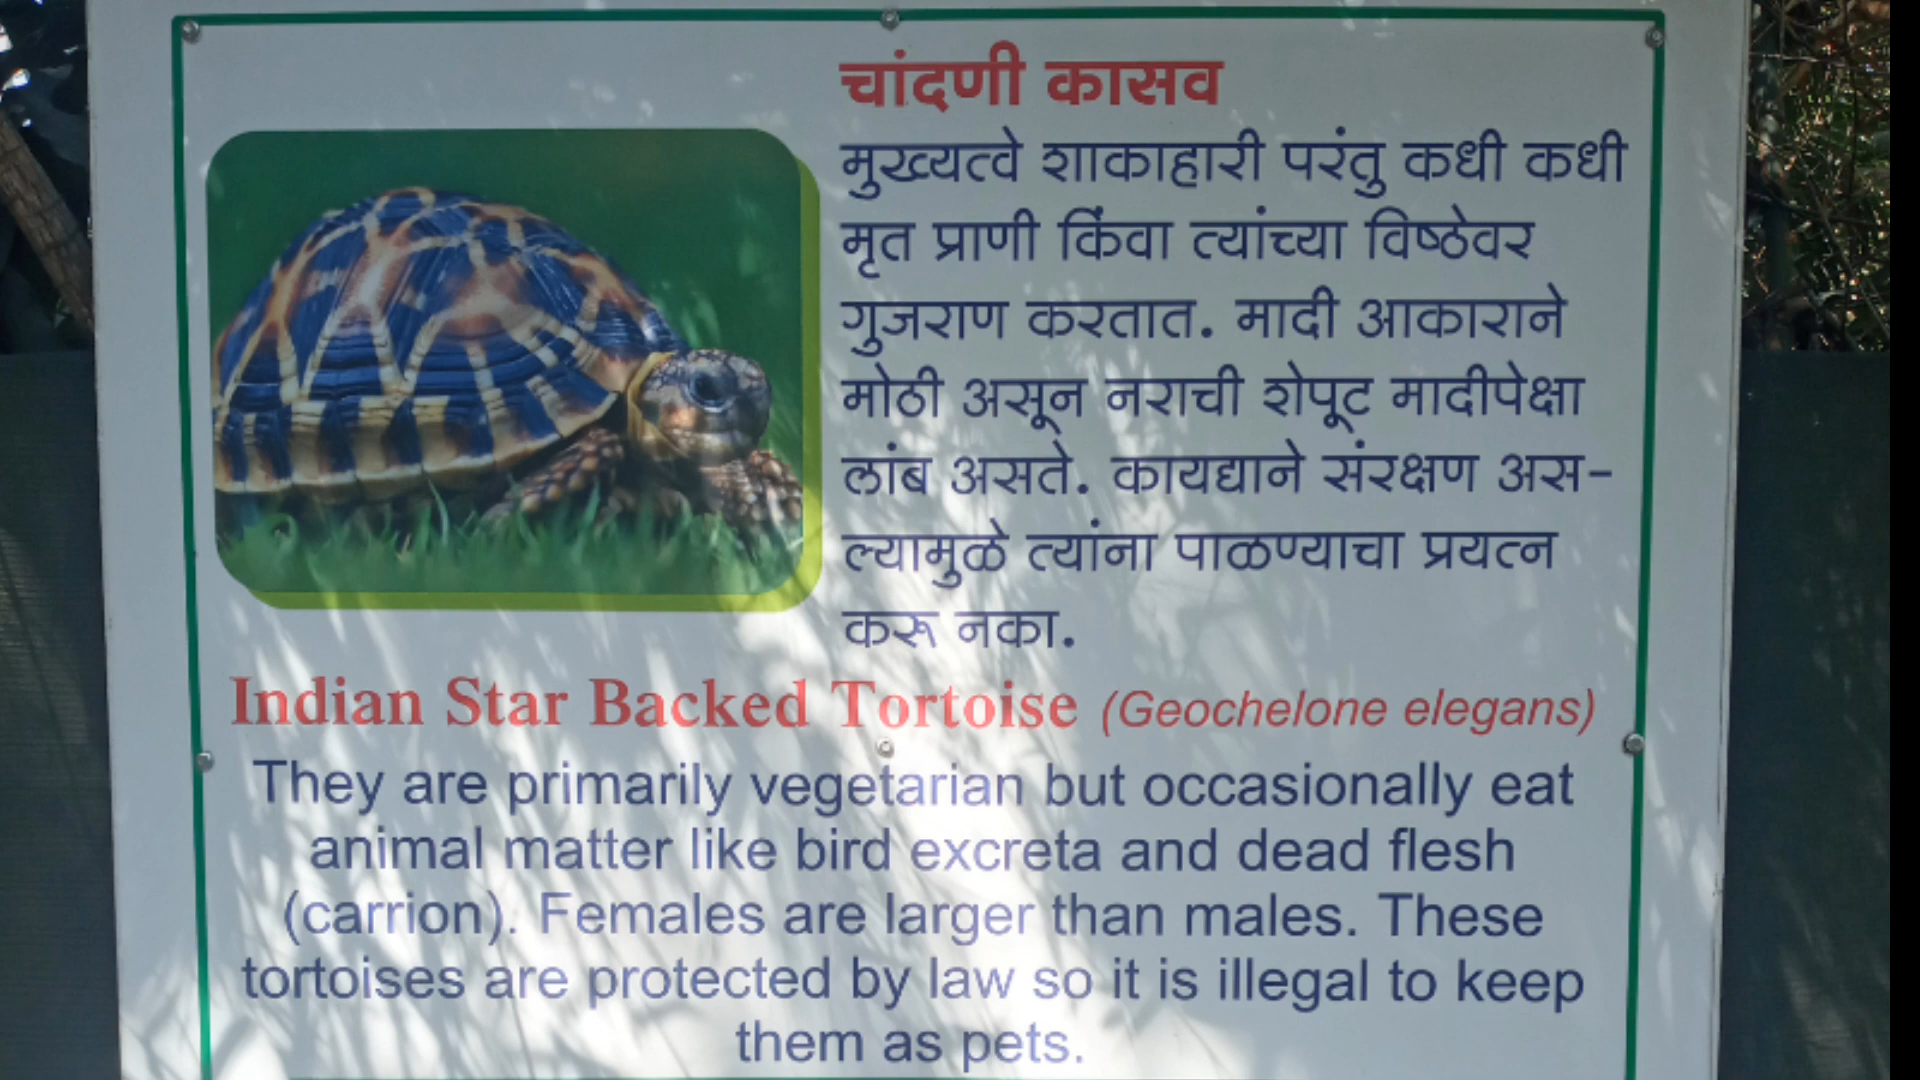 चांदणी कासव
मुख्यत्वे शाकाहारी परंतु कधी कधी
मृत प्राणी किंवा त्यांच्या विष्ठेवर
गुजराण करतात. मादी आकाराने
मोठी असून नराची शेपूट मादीपेक्षा
लांब असते. कायद्याने संरक्षण अस-
ल्यामुळे त्यांना पाळण्याचा प्रयत्न
करू नका.
Indian Star Backed Tortoise (Geochelone elegans)
They are primarily vegetarian but occasionally eat
animal matter like bird excreta and dead flesh
(carrion). Females are larger than males. These
tortoises are protected by law so it is illegal to keep
them as pets.